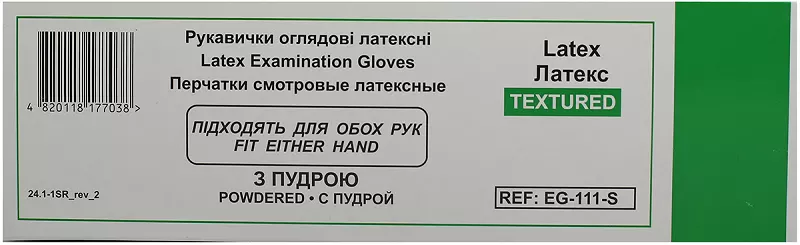 4 820118 177038 >
Рукавички оглядові латексні
Latex Examination Gloves
Перчатки смотровые латексные
ПІДХОДЯТЬ ДЛЯ ОБОХ РУК
FIT EITHER HAND
З ПУДРОЮ
POWDERED • С ПУДРОЙ
24.1-1SR_rev_2
Latex
Латекс
TEXTURED
REF: EG-111-S